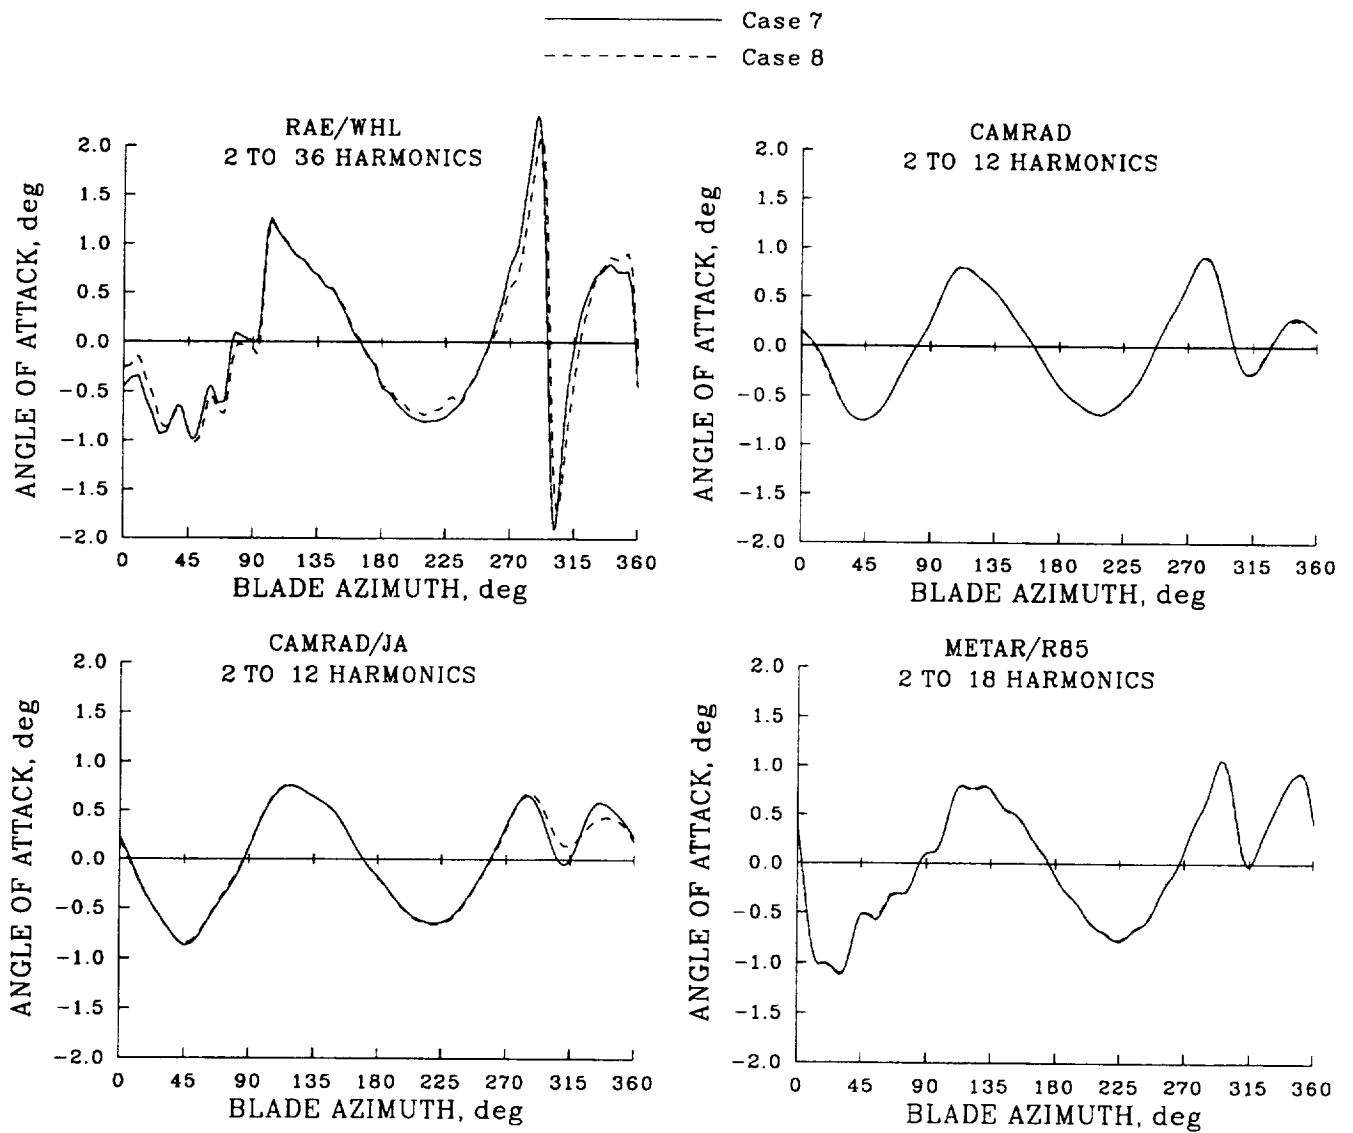 Case 7
Case 8
RAE/WHL
2 TO 36 HARMONICS
ANGLE OF ATTACK, deg
2.0
1.5
1.0
0.5
0.0
−0.5
−1.0
−1.5
−2.0
0 45 90 135 180 225 270 315 360
BLADE AZIMUTH, deg
CAMRAD
2 TO 12 HARMONICS
ANGLE OF ATTACK, deg
2.0
1.5
1.0
0.5
0.0
−0.5
−1.0
−1.5
−2.0
0 45 90 135 180 225 270 315 360
BLADE AZIMUTH, deg
CAMRAD/JA
2 TO 12 HARMONICS
ANGLE OF ATTACK, deg
2.0
1.5
1.0
0.5
0.0
−0.5
−1.0
−1.5
−2.0
0 45 90 135 180 225 270 315 360
BLADE AZIMUTH, deg
METAR/R85
2 TO 18 HARMONICS
ANGLE OF ATTACK, deg
2.0
1.5
1.0
0.5
0.0
−0.5
−1.0
−1.5
−2.0
0 45 90 135 180 225 270 315 360
BLADE AZIMUTH, deg